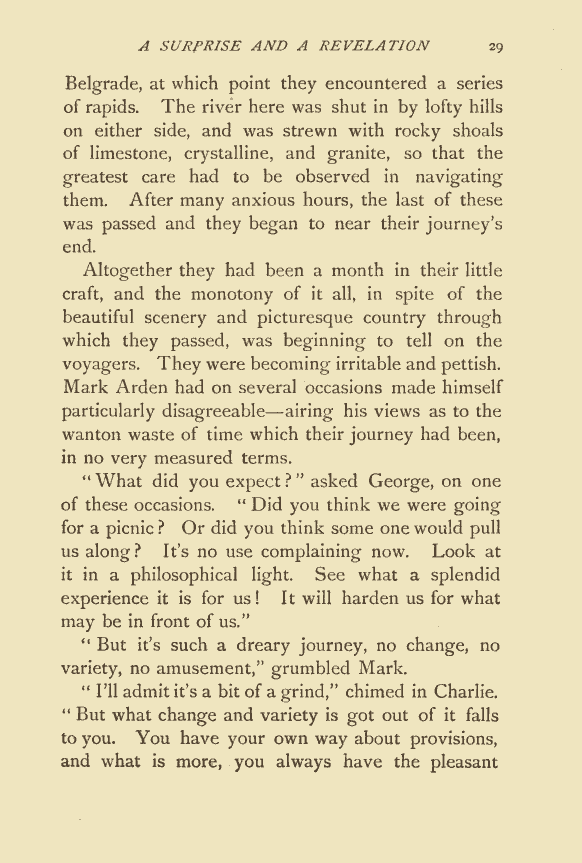 A SURPRISE AND A REVELATION 29
Belgrade, at which point they encountered a series
of rapids. The river here was shut in by lofty hills
on either side, and was strewn with rocky shoals
of limestone, crystalline, and granite, so that the
greatest care had to be observed in navigating
them. After many anxious hours, the last of these
was passed and they began to near their journey's
end.
Altogether they had been a month in their little
craft, and the monotony of it all, in spite of the
beautiful scenery and picturesque country through
which they passed, was beginning to tell on the
voyagers. They were becoming irritable and pettish.
Mark Arden had on several occasions made himself
particularly disagreeable—airing his views as to the
wanton waste of time which their journey had been,
in no very measured terms.
"What did you expect?" asked George, on one
of these occasions. "Did you think we were going
for a picnic? Or did you think some one would pull
us along? It's no use complaining now. Look at
it in a philosophical light. See what a splendid
experience it is for us! It will harden us for what
may be in front of us."
"But it's such a dreary journey, no change, no
variety, no amusement," grumbled Mark.
"I'll admit it's a bit of a grind," chimed in Charlie.
"But what change and variety is got out of it falls
to you. You have your own way about provisions,
and what is more, you always have the pleasant